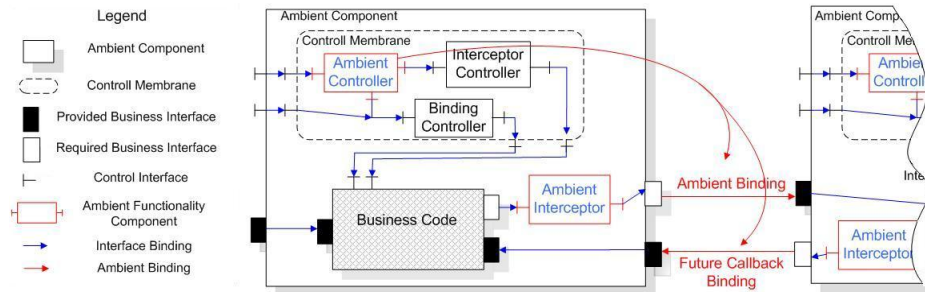 Legend
Ambient Component
Controll Membrane
Provided Business Interface
Required Business Interface
Control Interface
Ambient Functionality
Component
Interface Binding
Ambient Binding
Ambient Component
Controll Membrane
Ambient
Controller
Interceptor
Controller
Binding
Controller
Business Code
Ambient
Interceptor
Ambient Binding
Future Callback
Binding
Ambient Comp
Controll Me
Ambie
Control
Inte
Ambient
Interceptor